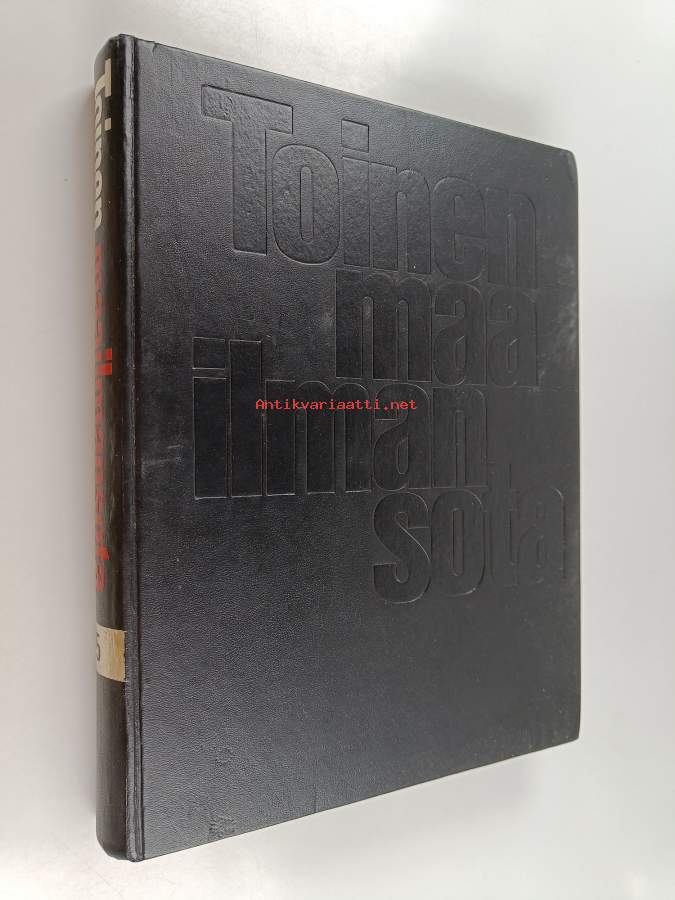 Toinen
maa
ilman
sota
Toinen maailmansota
5
Antikvariaatti.net